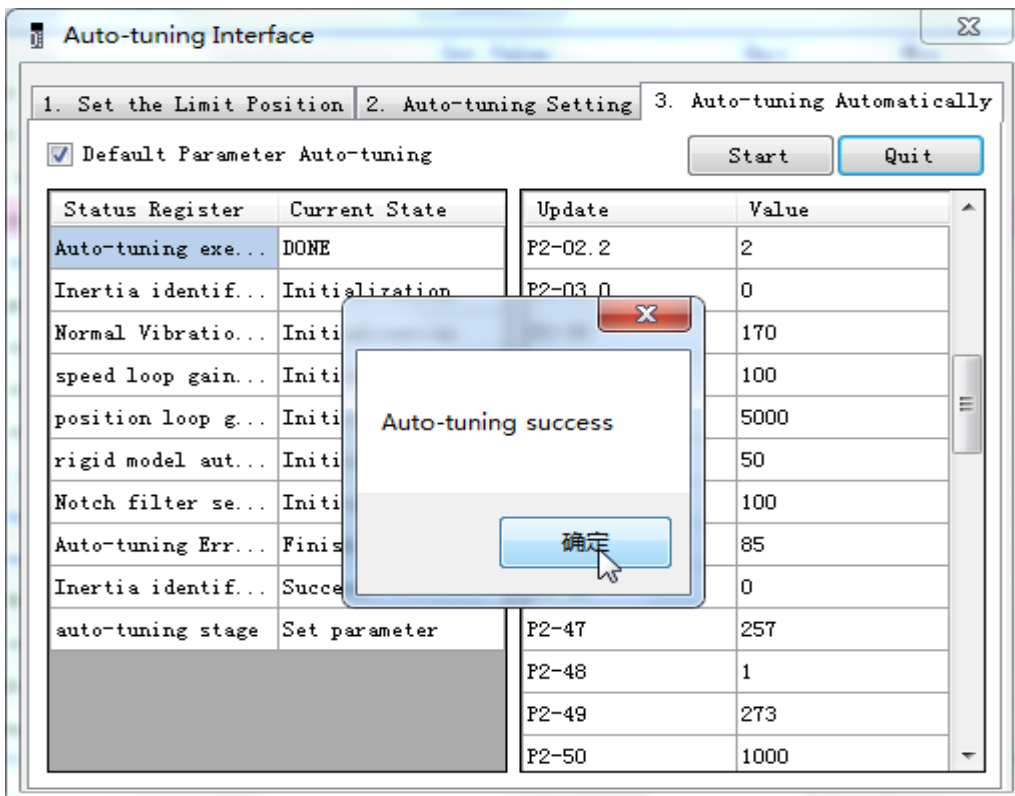 Auto-tuning Interface
1. Set the Limit Position 2. Auto-tuning Setting 3. Auto-tuning Automatically
Default Parameter Auto-tuning Start Quit
Status Register Current State Update Value
Auto-tuning exe... DONE P2-02.2 2
Inertia identif... Initialization P2-03.0 0
Normal Vibratio... Initi 170
speed loop gain... Initi 100
position loop g... Initi 5000
rigid model aut... Initi 50
Notch filter se... Initi 100
Auto-tuning Err... Finis 85
Inertia identif... Succe 0
auto-tuning stage Set parameter P2-47 257
P2-48 1
P2-49 273
P2-50 1000
Auto-tuning success
确定